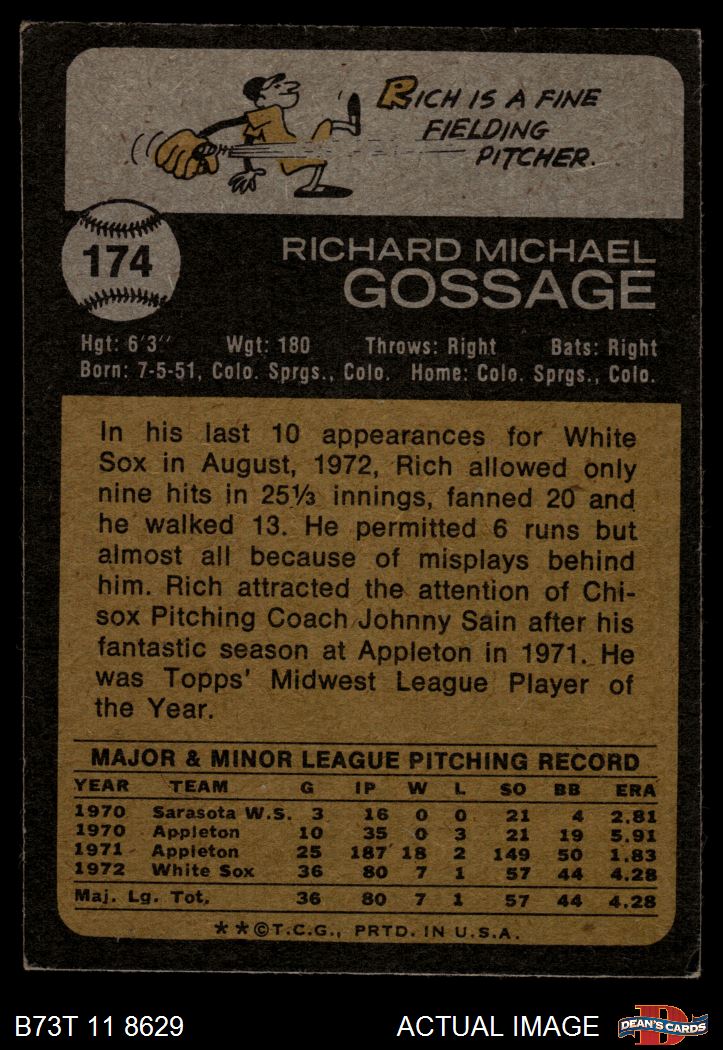 RICH IS A FINE
FIELDING
PITCHER.
174
RICHARD MICHAEL
GOSSAGE
Hgt: 6'3" Wgt: 180 Throws: Right Bats: Right
Born: 7-5-51, Colo. Sprgs., Colo. Home: Colo. Sprgs., Colo.
In his last 10 appearances for White
Sox in August, 1972, Rich allowed only
nine hits in 25⅓ innings, fanned 20 and
he walked 13. He permitted 6 runs but
almost all because of misplays behind
him. Rich attracted the attention of Chi-
sox Pitching Coach Johnny Sain after his
fantastic season at Appleton in 1971. He
was Topps' Midwest League Player of
the Year.
MAJOR & MINOR LEAGUE PITCHING RECORD
YEAR TEAM G IP W L SO BB ERA
1970 Sarasota W.S. 3 16 0 0 21 4 2.81
1970 Appleton 10 35 0 3 21 19 5.91
1971 Appleton 25 187 18 2 149 50 1.83
1972 White Sox 36 80 7 1 57 44 4.28
Maj. Lg. Tot. 36 80 7 1 57 44 4.28
**©T.C.G., PRTD. IN U.S.A.
B73T 11 8629 ACTUAL IMAGE
D
DEAN'S CARDS